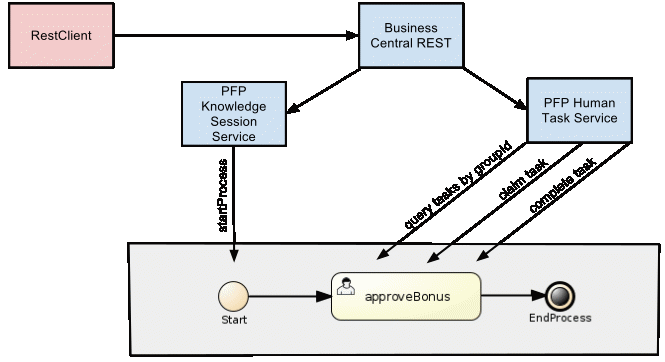 RestClient
Business
Central REST
PFP
Knowledge
Session
Service
PFP Human
Task Service
startProcess
query tasks by groupId
claim task
complete task
approveBonus
Start
EndProcess